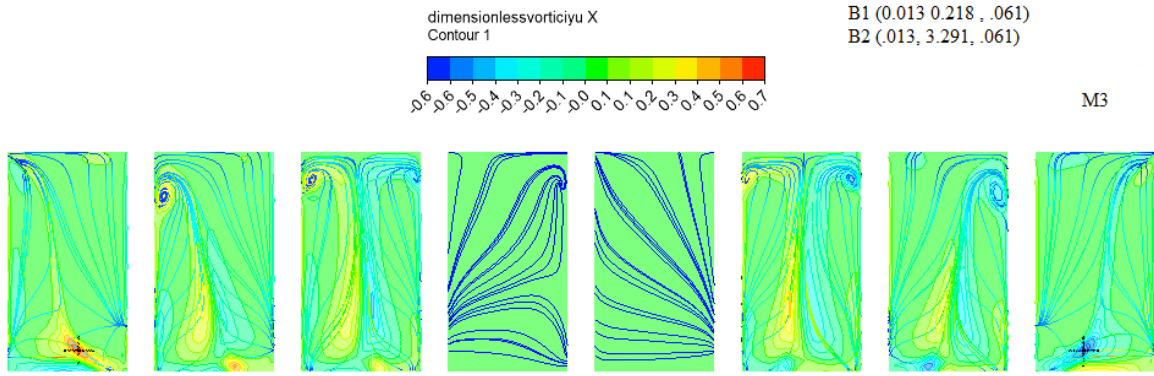 dimensionlessvorticiyu X
Contour 1
B1 (0.013 0.218 , .061)
B2 (.013, 3.291, .061)
-0.6 -0.6 -0.5 -0.4 -0.3 -0.2 -0.1 -0.0 0.1 0.1 0.2 0.3 0.4 0.5 0.6 0.7
M3